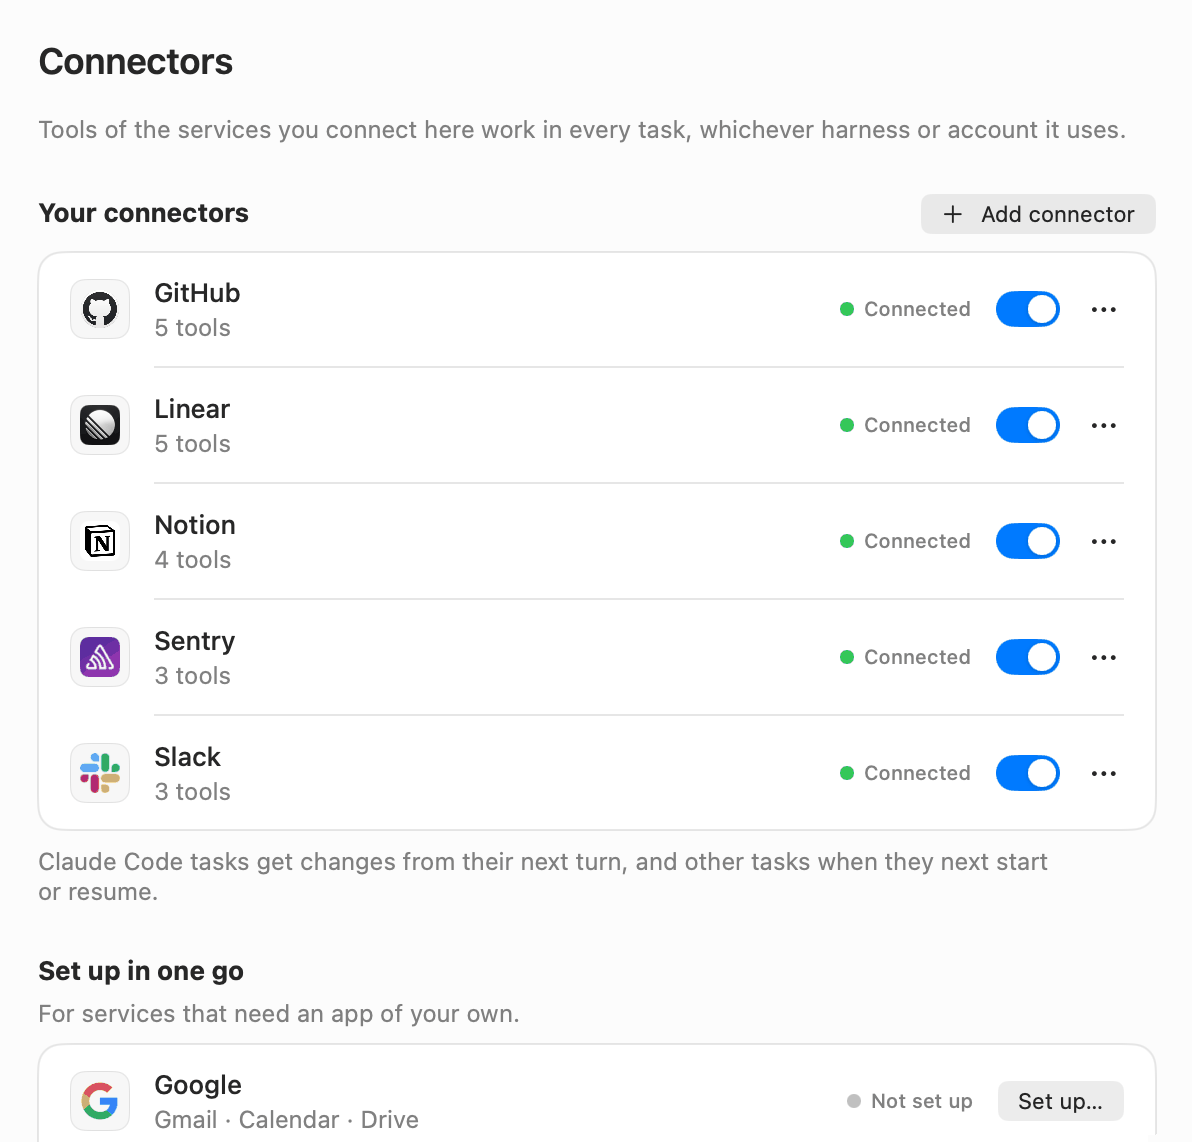 Connectors
Tools of the services you connect here work in every task, whichever harness or account it uses.
Your connectors
+ Add connector
GitHub
5 tools
Connected
Linear
5 tools
Connected
Notion
4 tools
Connected
Sentry
3 tools
Connected
Slack
3 tools
Connected
Claude Code tasks get changes from their next turn, and other tasks when they next start
or resume.
Set up in one go
For services that need an app of your own.
Google
Gmail · Calendar · Drive
Not set up
Set up...